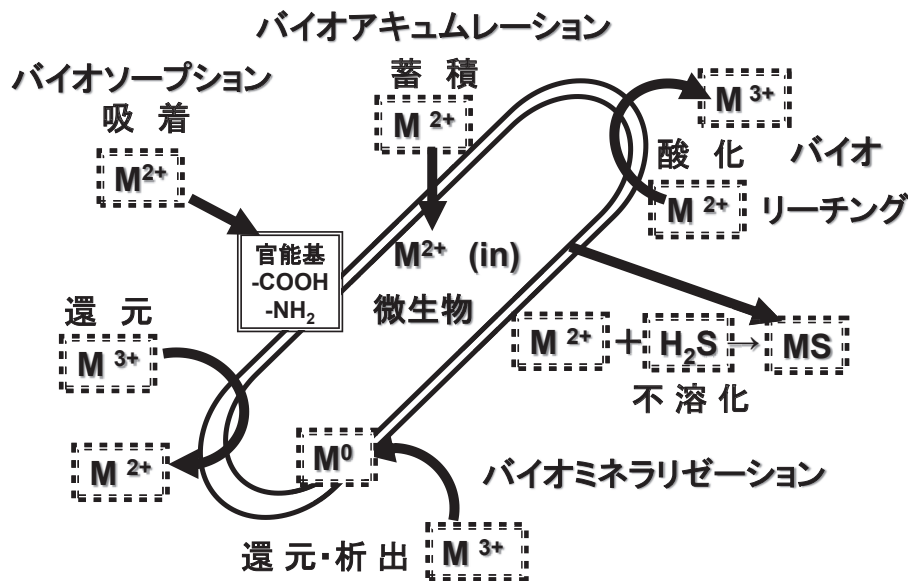 バイオアキュムレーション
蓄 積
M 2+
M2+ (in)
微生物
バイオソープション
吸 着
M2+
官能基
-COOH
-NH2
M 3+
酸 化
M 2+
バイオ
リーチング
還 元
M 3+
M 2+
M 2+ + H2S → MS
不 溶 化
M0
バイオミネラリゼーション
還 元・析 出
M 3+